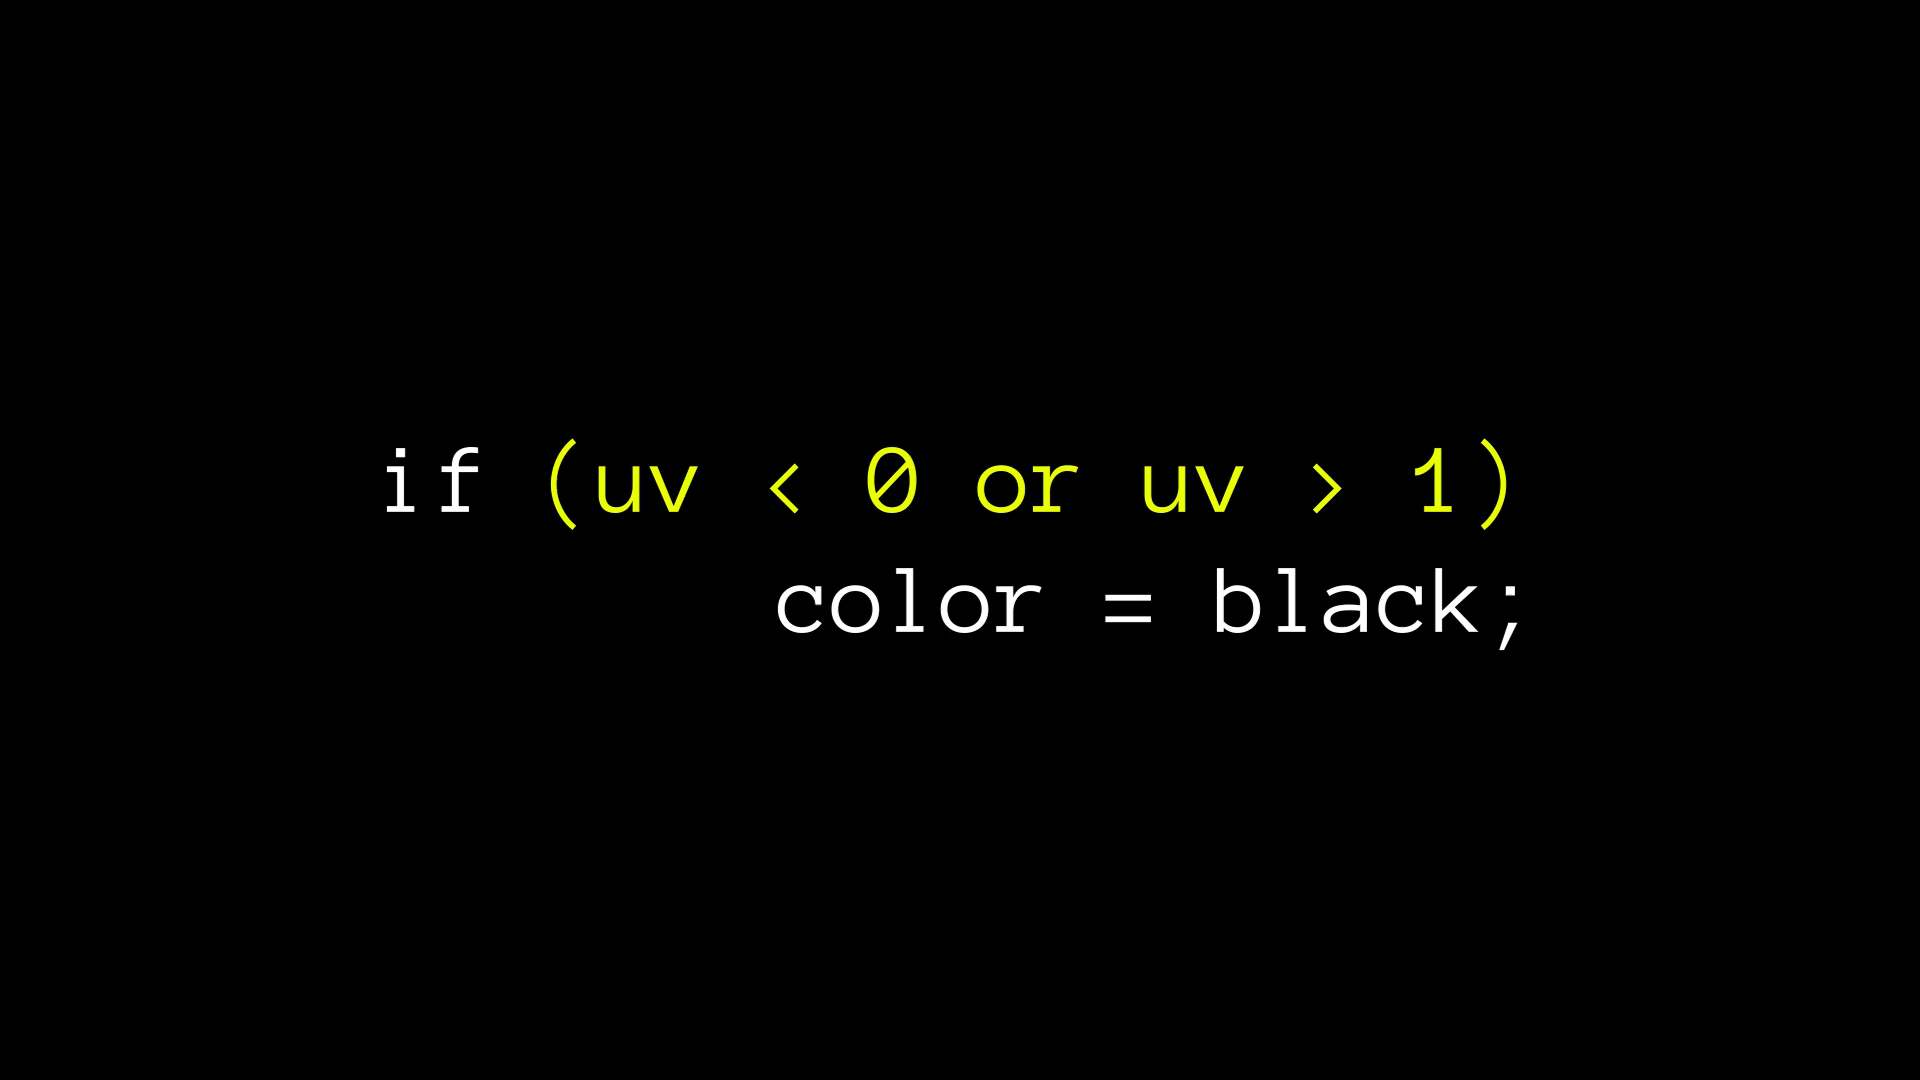 if (uv < 0 or uv > 1)
color = black;